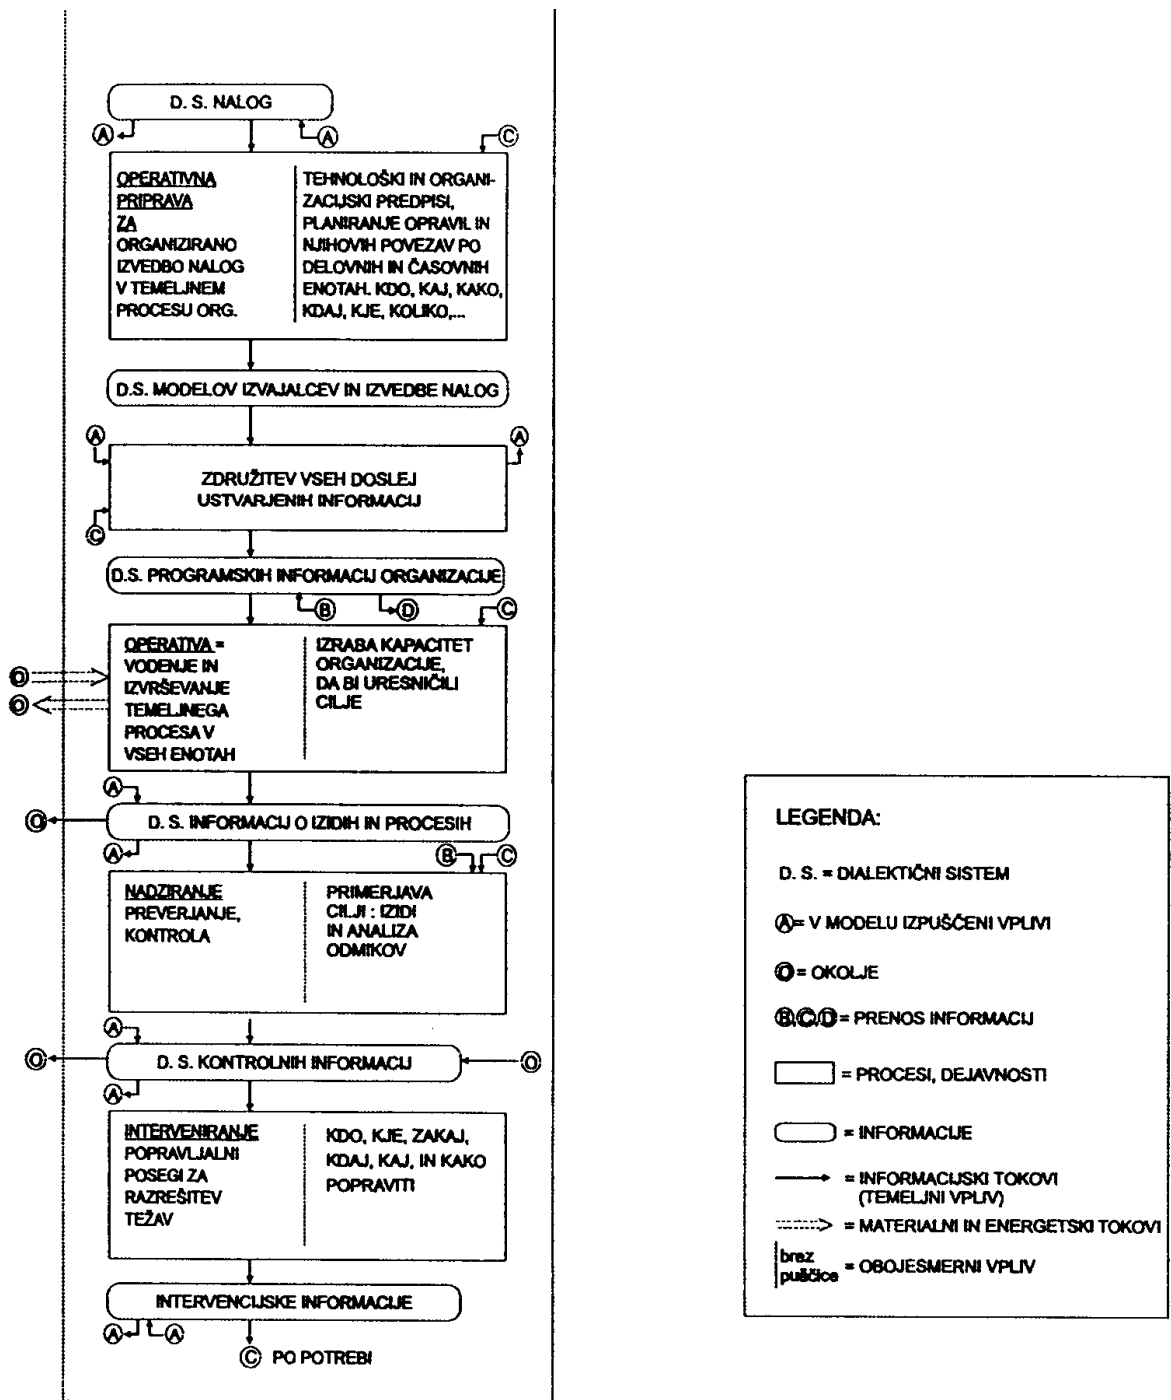 D. S. NALOG
A
A
C
OPERATIVNA
PRIPRAVA
ZA
ORGANIZIRANO
IZVEDBO NALOG
V TEMELJNEM
PROCESU ORG.
TEHNOLOŠKI IN ORGANI-
ZACIJSKI PREDPISI,
PLANIRANJE OPRAVIL IN
NJIHOVIH POVEZAV PO
DELOVNIH IN ČASOVNIH
ENOTAH. KDO, KAJ, KAKO,
KDAJ, KJE, KOLIKO,...
D.S. MODELOV IZVAJALCEV IN IZVEDBE NALOG
A
A
ZDRUŽITEV VSEH DOSLEJ
USTVARJENIH INFORMACIJ
C
D.S. PROGRAMSKIH INFORMACIJ ORGANIZACIJE
B
D
C
O
O
OPERATIVA =
VODENJE IN
IZVRŠEVANJE
TEMELJNEGA
PROCESA V
VSEH ENOTAH
IZRABA KAPACITET
ORGANIZACIJE,
DA BI URESNIČILI
CILJE
A
O
D. S. INFORMACIJ O IZIDIH IN PROCESIH
A
B
C
NADZIRANJE
PREVERJANJE,
KONTROLA
PRIMERJAVA
CILJI : IZIDI
IN ANALIZA
ODMIKOV
A
O
D. S. KONTROLNIH INFORMACIJ
O
A
INTERVENIRANJE
POPRAVLJALNI
POSEGI ZA
RAZREŠITEV
TEŽAV
KDO, KJE, ZAKAJ,
KDAJ, KAJ, IN KAKO
POPRAVITI
INTERVENCIJSKE INFORMACIJE
A
A
C PO POTREBI
LEGENDA:
D. S. = DIALEKTIČNI SISTEM
A = V MODELU IZPUŠČENI VPLIVI
O = OKOLJE
B,C,D = PRENOS INFORMACIJ
= PROCESI, DEJAVNOSTI
= INFORMACIJE
= INFORMACIJSKI TOKOVI
(TEMELJNI VPLIV)
= MATERIALNI IN ENERGETSKI TOKOVI
brez
puščice = OBOJESMERNI VPLIV